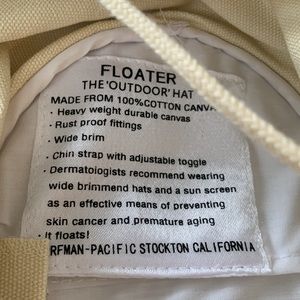 FLOATER
THE 'OUTDOOR' HAT
MADE FROM 100% COTTON CANV
• Heavy weight durable canvas
• Rust proof fittings
• Wide brim
• Chin strap with adjustable toggle
• Dermatologists recommend wearing
wide brimmend hats and a sun screen
as an effective means of preventing
skin cancer and premature aging
• It floats!
RFMAN-PACIFIC STOCKTON CALIFORNIA